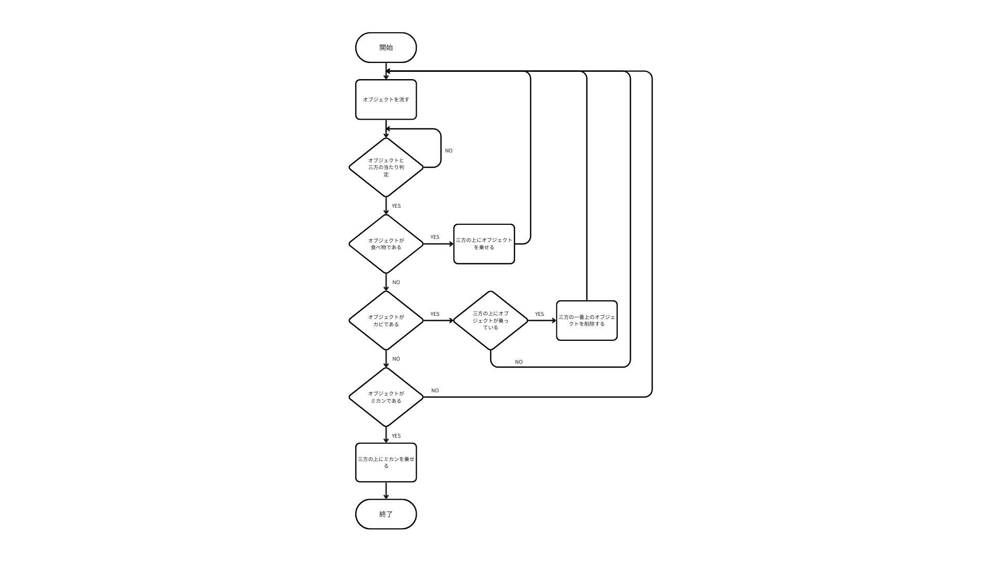 開始
オブジェクトを流す
オブジェクトと
三方の当たり判
定
NO
YES
オブジェクトが
食べ物である
YES
三方の上にオブジェクト
を乗せる
NO
オブジェクトが
カビである
YES
三方の上にオブ
ジェクトが乗っ
ている
YES
三方の一番上のオブジェ
クトを削除する
NO
NO
オブジェクトが
ミカンである
NO
YES
三方の上にミカンを乗せ
る
終了